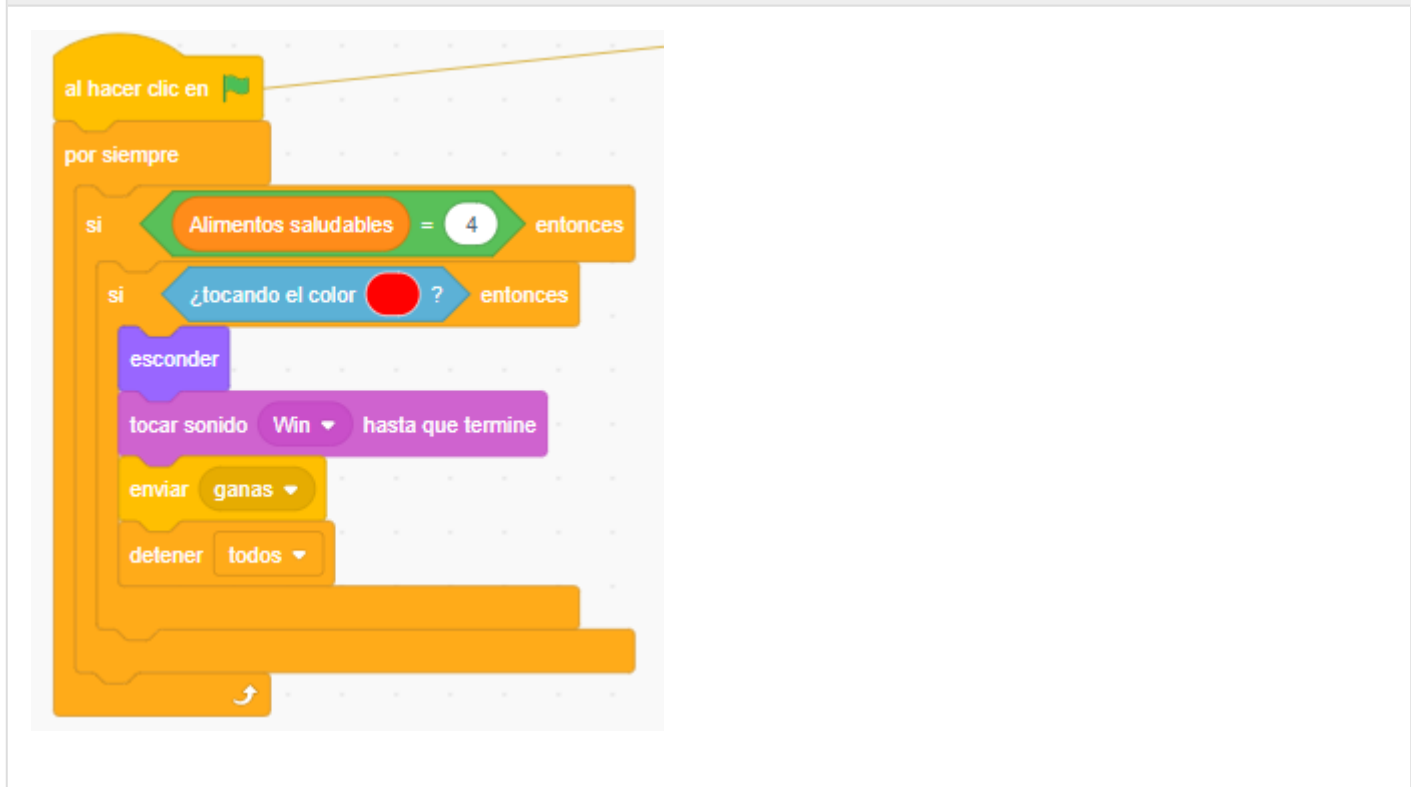 al hacer clic en
por siempre
si Alimentos saludables = 4 entonces
si ¿tocando el color ? entonces
esconder
tocar sonido Win hasta que termine
enviar ganas
detener todos